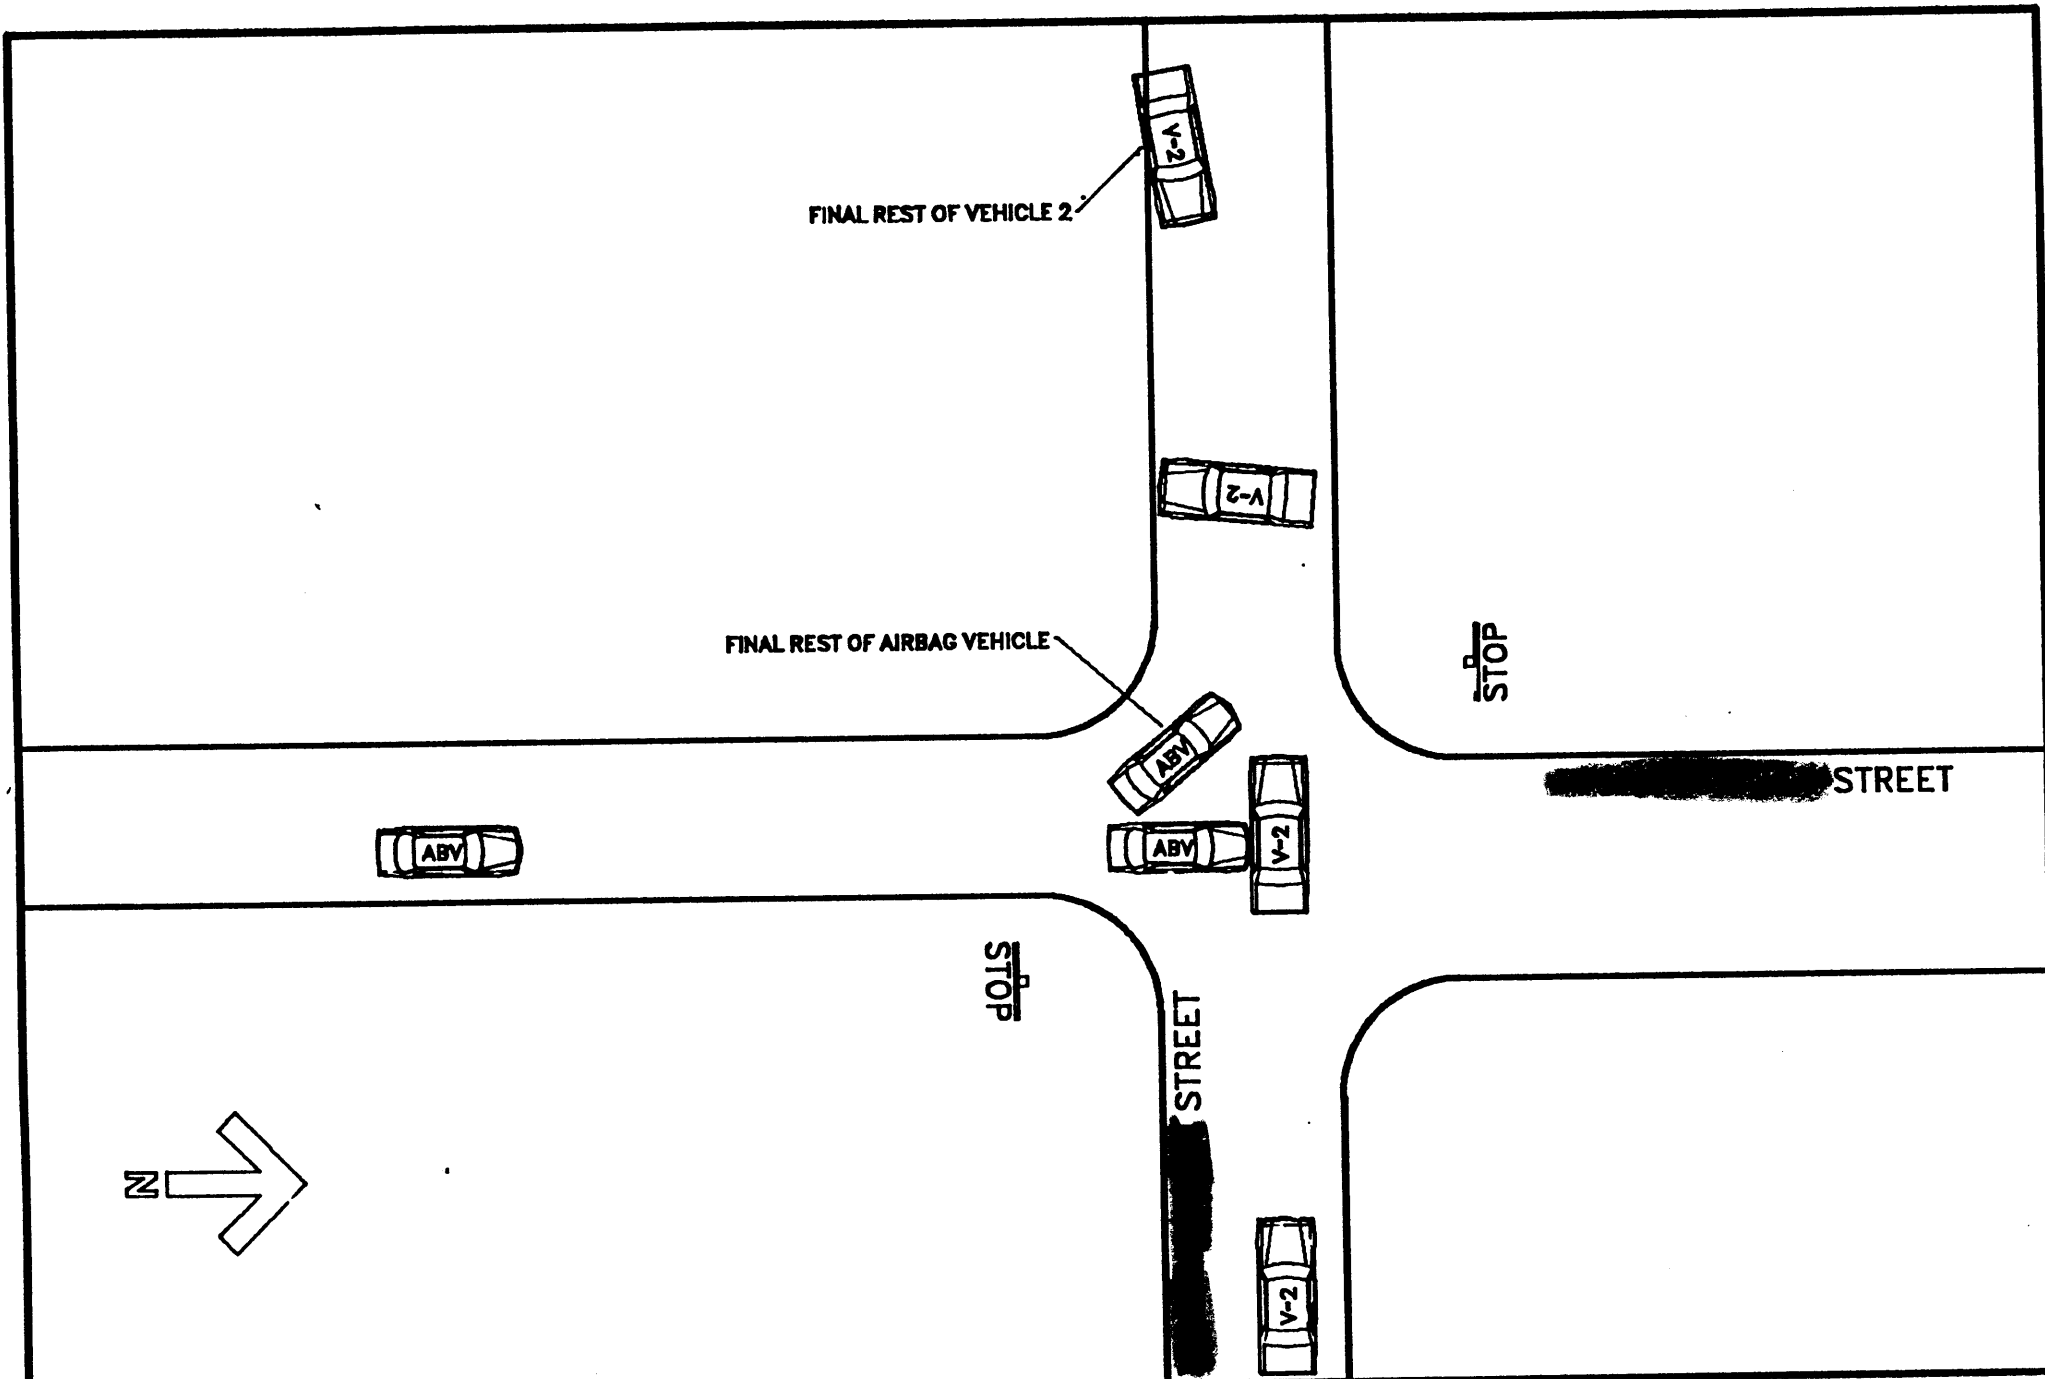 V-2
FINAL REST OF VEHICLE 2
V-2
FINAL REST OF AIRBAG VEHICLE
STOP
ABV
STREET
ABV
ABV
V-2
STOP
STREET
N
V-2